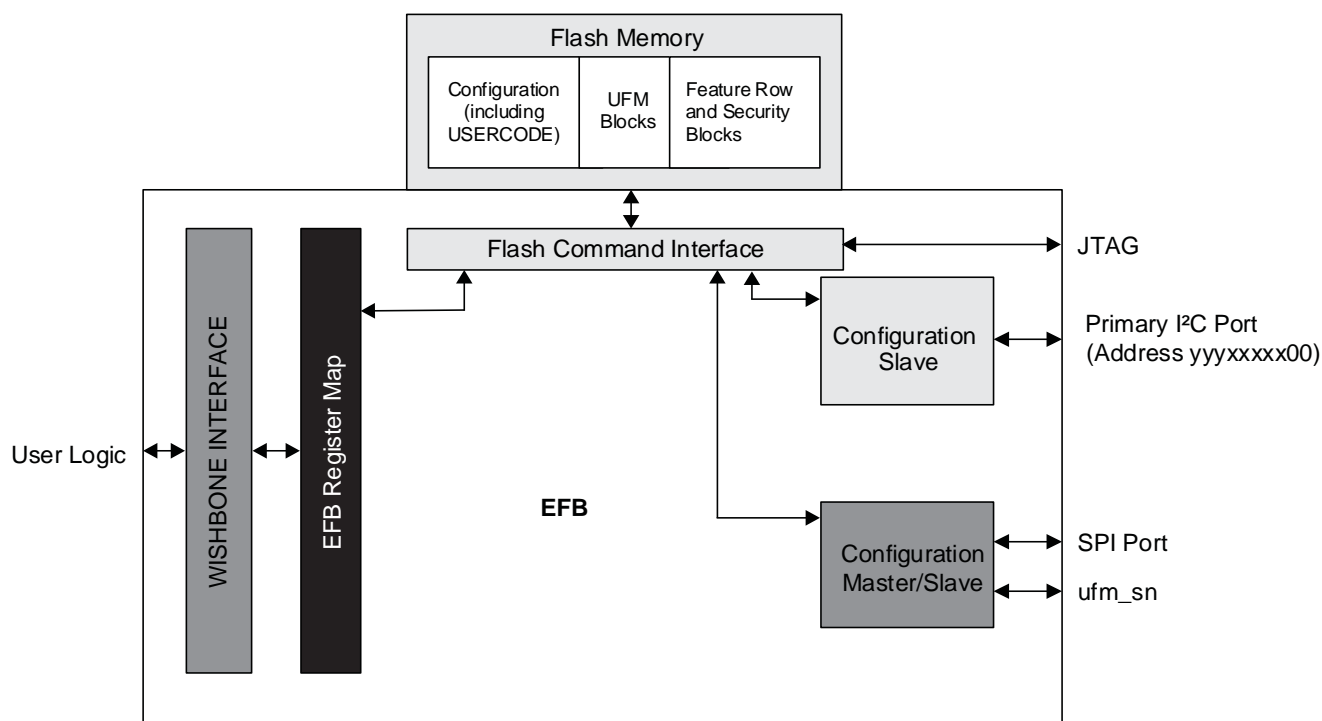 Flash Memory
Configuration
(including
USERCODE)
UFM
Blocks
Feature Row
and Security
Blocks
Flash Command Interface
JTAG
Configuration
Slave
Primary I²C Port
(Address yyyxxxxx00)
User Logic
WISHBONE INTERFACE
EFB Register Map
EFB
Configuration
Master/Slave
SPI Port
ufm_sn